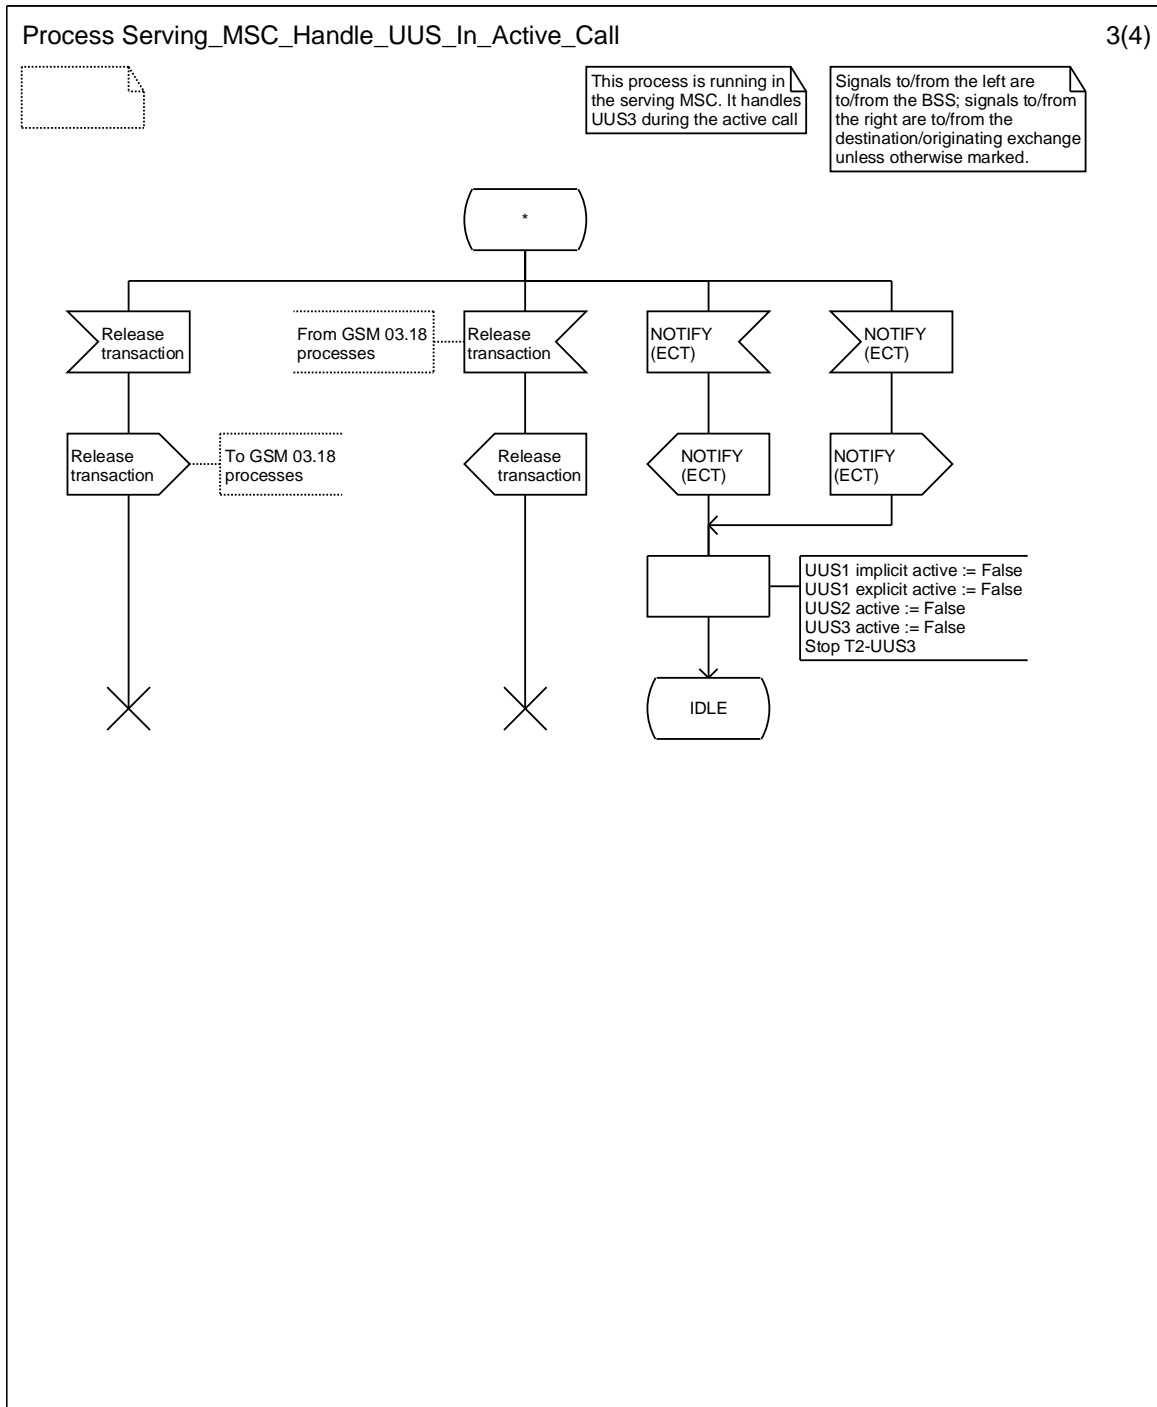 Process Serving_MSC_Handle_UUS_In_Active_Call
3(4)
This process is running in
the serving MSC. It handles
UUS3 during the active call
Signals to/from the left are
to/from the BSS; signals to/from
the right are to/from the
destination/originating exchange
unless otherwise marked.
*
Release
transaction
From GSM 03.18
processes
Release
transaction
NOTIFY
(ECT)
NOTIFY
(ECT)
Release
transaction
To GSM 03.18
processes
Release
transaction
NOTIFY
(ECT)
NOTIFY
(ECT)
UUS1 implicit active := False
UUS1 explicit active := False
UUS2 active := False
UUS3 active := False
Stop T2-UUS3
IDLE